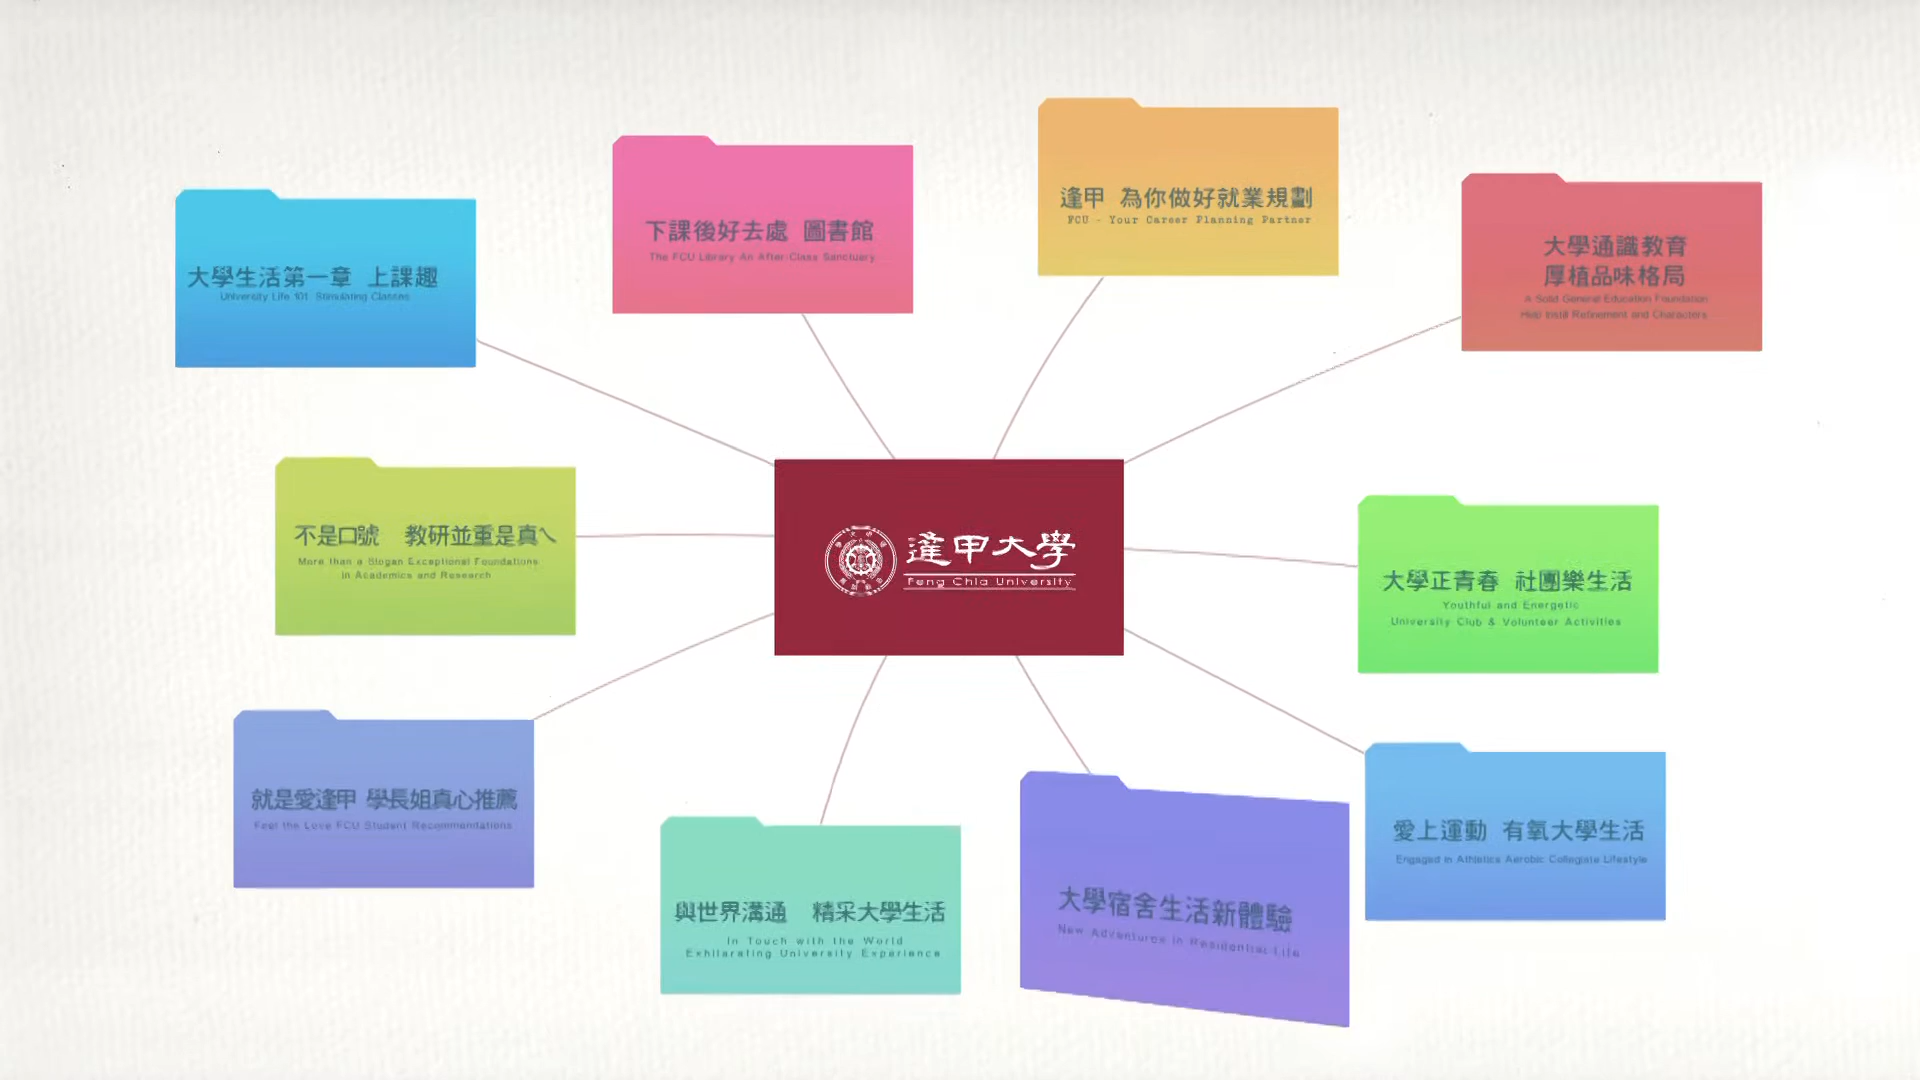 逢甲 為你做好就業規劃
FCU - Your Career Planning Partner
下課後好去處 圖書館
The FCU Library An After-Class Sanctuary
大學通識教育
厚植品味格局
A Solid General Education Foundation
Help Instill Refinement and Characters
大學生活第一章 上課趣
University Life 101 Stimulating Classes
不是口號 教研並重是真ㄟ
More than a Slogan Exceptional Foundations
in Academics and Research
逢甲大學
Feng Chia University
大學正青春 社團樂生活
Youthful and Energetic
University Club & Volunteer Activities
就是愛逢甲 學長姐真心推薦
Feel the Love FCU Student Recommendations
愛上運動 有氧大學生活
Engaged in Athletics Aerobic Collegiate Lifestyle
與世界溝通 精采大學生活
In Touch with the World
Exhilarating University Experience
大學宿舍生活新體驗
New Adventures in Residential Life